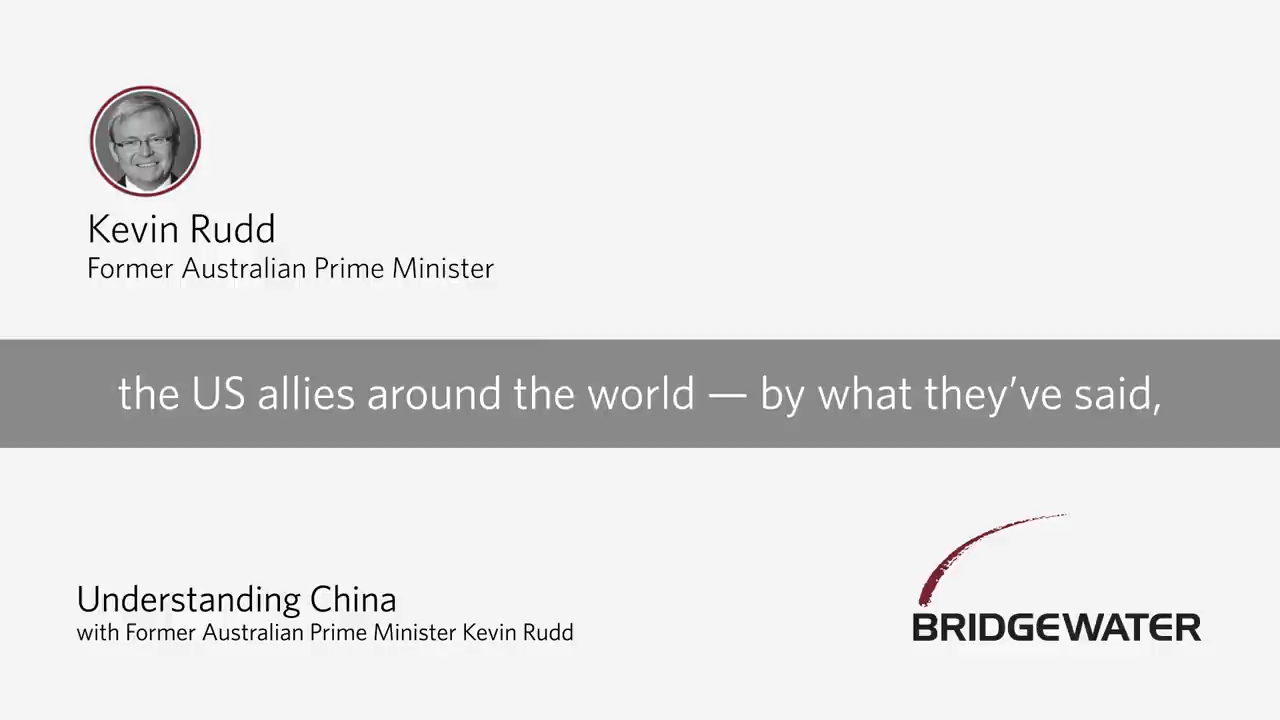 Kevin Rudd
Former Australian Prime Minister
the US allies around the world — by what they’ve said,
Understanding China
with Former Australian Prime Minister Kevin Rudd
BRIDGEWATER